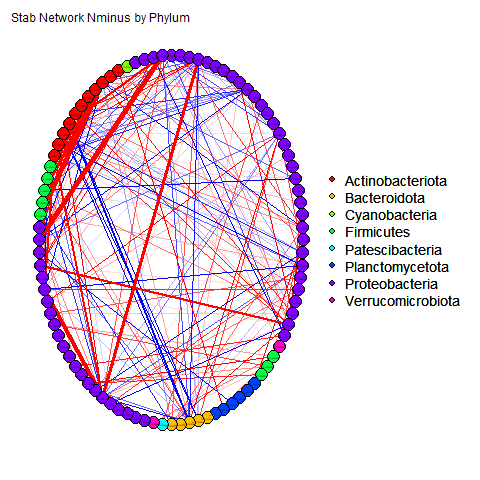 Stab Network Nminus by Phylum
Actinobacteriota
Bacteroidota
Cyanobacteria
Firmicutes
Patescibacteria
Planctomycetota
Proteobacteria
Verrucomicrobiota